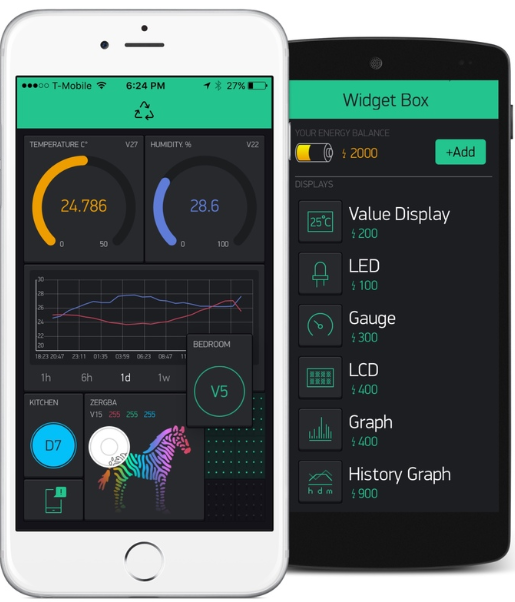 T-Mobile 6:24 PM 27%
TEMPERATURE C° V27
24.786
0 50
HUMIDITY. % V22
28.6
0 100
30
28
26
24
22
20
18:23 20:47 23:11 01:35 03:59 06:23 08:47
1h 6h 1d 1w
BEDROOM
V5
KITCHEN
D7
ZERGBA
V15 255 255 255
Widget Box
YOUR ENERGY BALANCE
2000
+Add
DISPLAYS
25°C
Value Display
200
LED
100
Gauge
300
LCD
400
Graph
400
h d m
History Graph
900